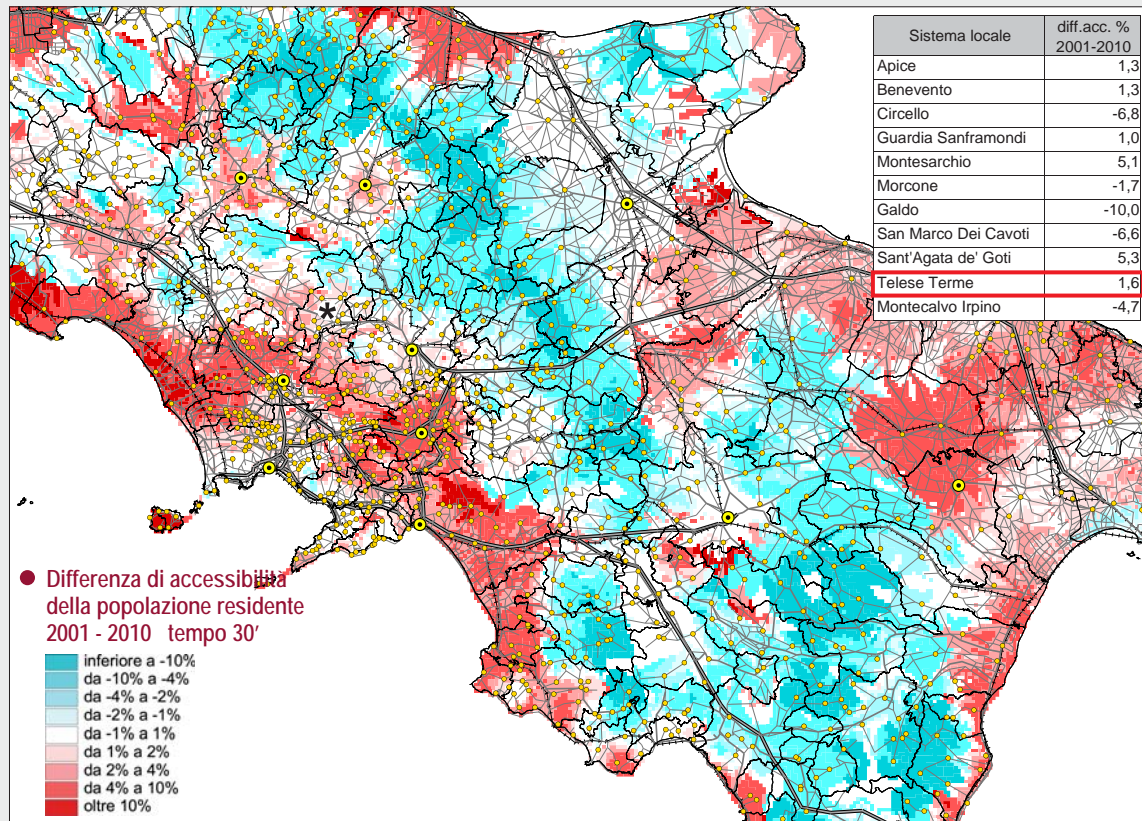 Sistema locale diff.acc. % 2001-2010
Apice 1,3
Benevento 1,3
Circello -6,8
Guardia Sanframondi 1,0
Montesarchio 5,1
Morcone -1,7
Galdo -10,0
San Marco Dei Cavoti -6,6
Sant'Agata de' Goti 5,3
Telese Terme 1,6
Montecalvo Irpino -4,7
*
● Differenza di accessibilità
della popolazione residente
2001 - 2010 tempo 30'
inferiore a -10%
da -10% a -4%
da -4% a -2%
da -2% a -1%
da -1% a 1%
da 1% a 2%
da 2% a 4%
da 4% a 10%
oltre 10%